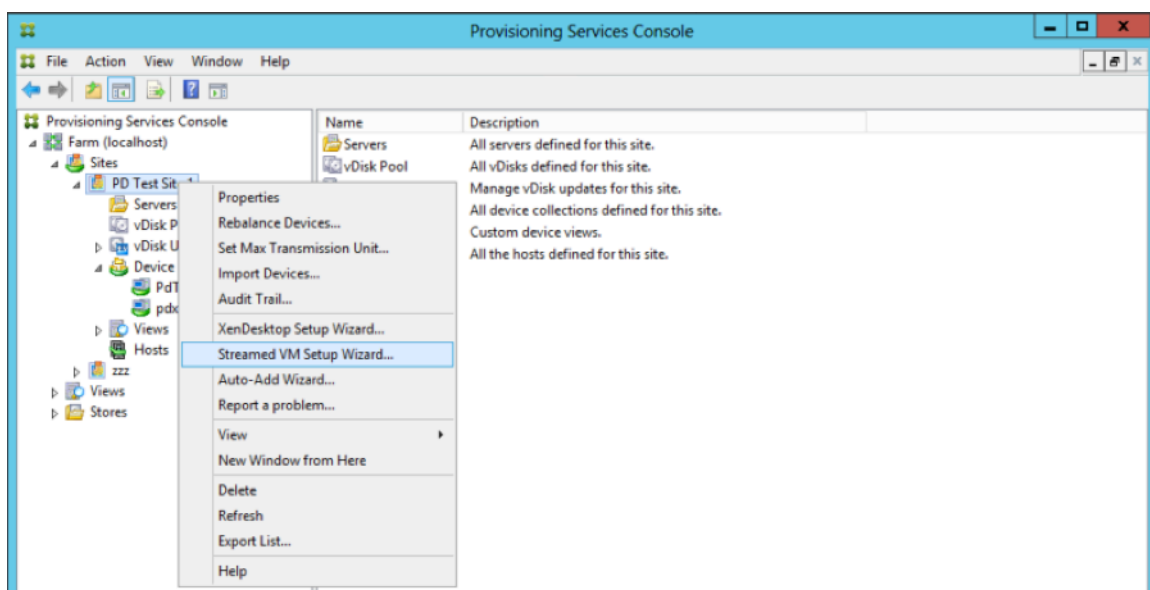 Provisioning Services Console
File Action View Window Help
Provisioning Services Console
Farm (localhost)
Sites
PD Test Sit
Servers
vDisk P
vDisk U
Device
PdT
pdx
Views
Hosts
zzz
Views
Stores
Name Description
Servers All servers defined for this site.
vDisk Pool All vDisks defined for this site.
Manage vDisk updates for this site.
All device collections defined for this site.
Custom device views.
All the hosts defined for this site.
Properties
Rebalance Devices...
Set Max Transmission Unit...
Import Devices...
Audit Trail...
XenDesktop Setup Wizard...
Streamed VM Setup Wizard...
Auto-Add Wizard...
Report a problem...
View
New Window from Here
Delete
Refresh
Export List...
Help